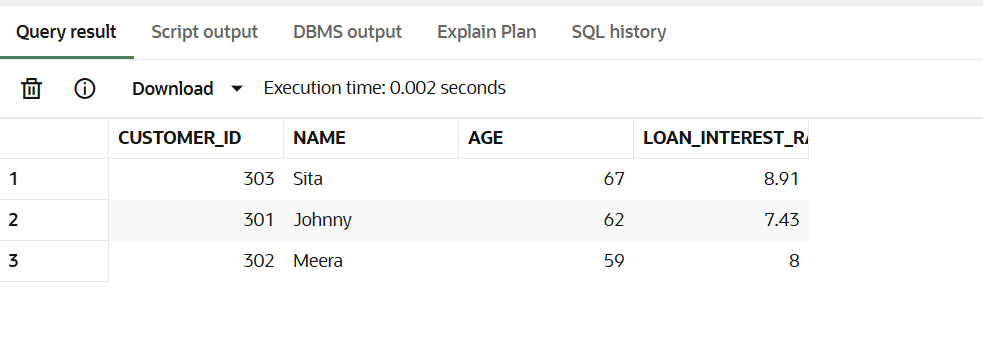 Query result Script output DBMS output Explain Plan SQL history
Download Execution time: 0.002 seconds
CUSTOMER_ID NAME AGE LOAN_INTEREST_RA
1 303 Sita 67 8.91
2 301 Johnny 62 7.43
3 302 Meera 59 8